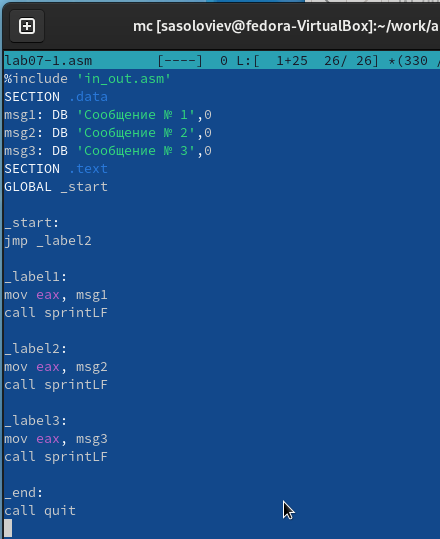 mc [sasoloviev@fedora-VirtualBox]:~/work/a
lab07-1.asm [----] 0 L:[ 1+25 26/ 26] *(330 /
%include 'in_out.asm'
SECTION .data
msg1: DB 'Сообщение № 1',0
msg2: DB 'Сообщение № 2',0
msg3: DB 'Сообщение № 3',0
SECTION .text
GLOBAL _start
_start:
jmp _label2
_label1:
mov eax, msg1
call sprintLF
_label2:
mov eax, msg2
call sprintLF
_label3:
mov eax, msg3
call sprintLF
_end:
call quit